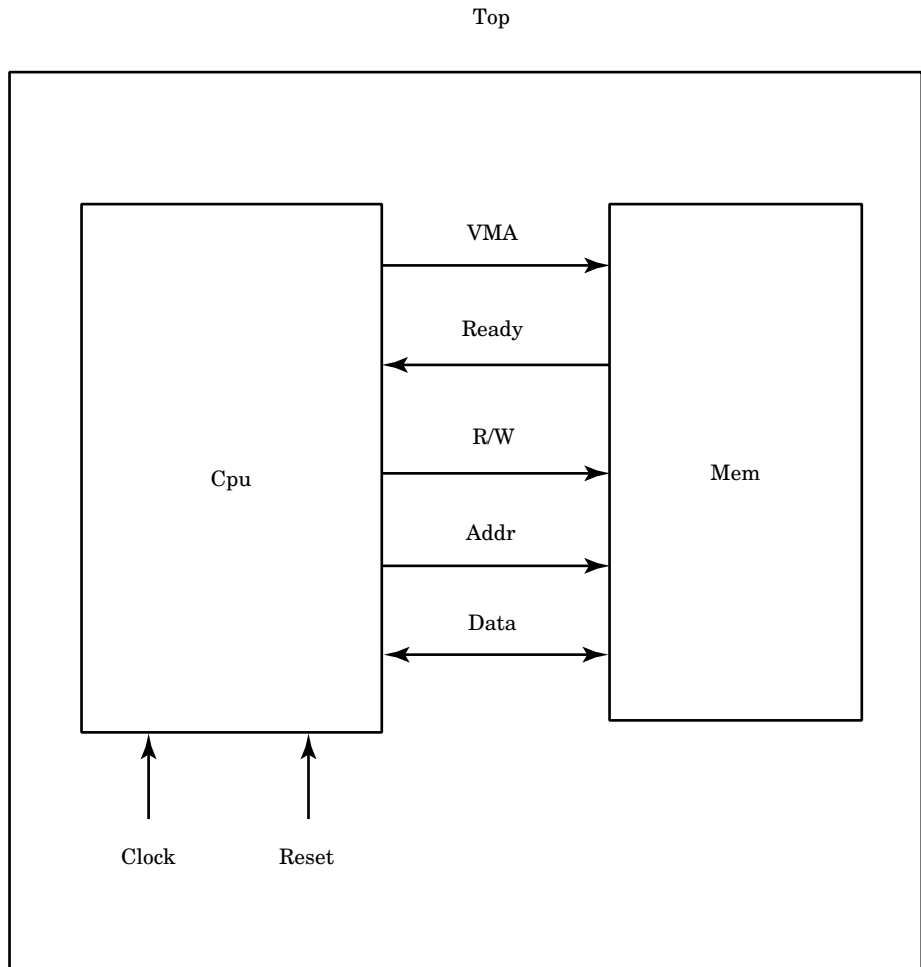 Top
VMA
Ready
R/W
Cpu
Mem
Addr
Data
Clock
Reset